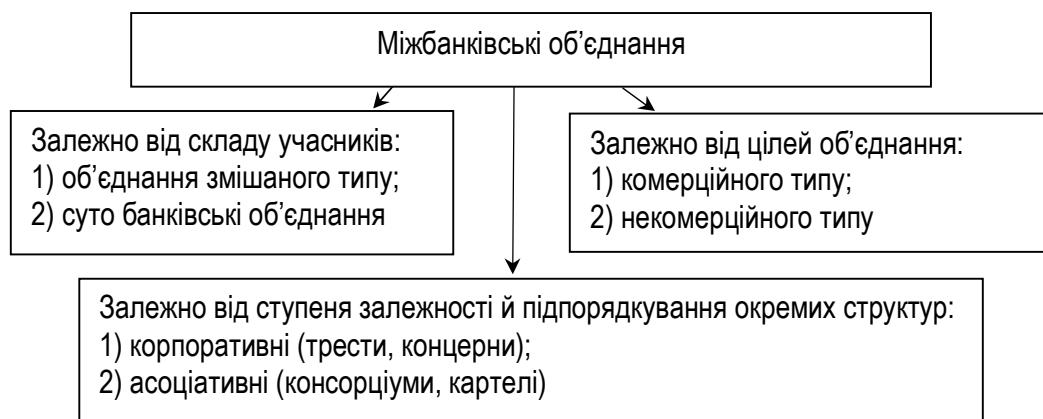 Міжбанківські об’єднання
Залежно від складу учасників:
1) об’єднання змішаного типу;
2) суто банківські об’єднання
Залежно від цілей об’єднання:
1) комерційного типу;
2) некомерційного типу
Залежно від ступеня залежності й підпорядкування окремих структур:
1) корпоративні (трести, концерни);
2) асоціативні (консорціуми, картелі)